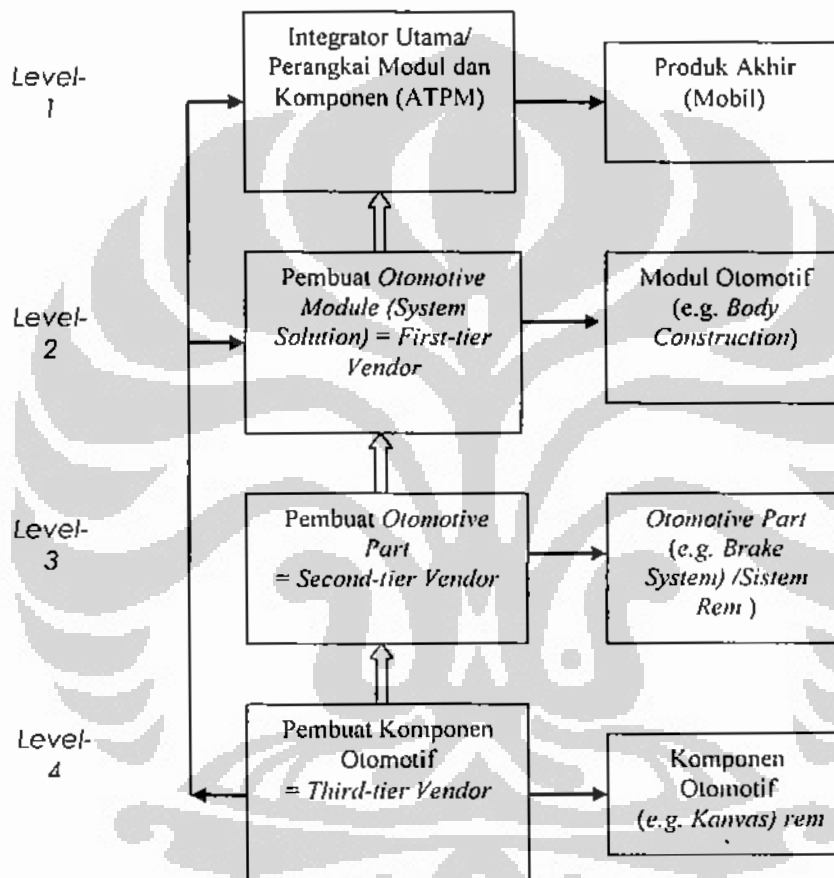 Level-
1
Integrator Utama/
Perangkai Modul dan
Komponen (ATPM)
Produk Akhir
(Mobil)
Level-
2
Pembuat Otomotive
Module (System
Solution) = First-tier
Vendor
Modul Otomotif
(e.g. Body
Construction)
Level-
3
Pembuat Otomotive
Part
= Second-tier Vendor
Otomotive Part
(e.g. Brake
System) /Sistem
Rem )
Level-
4
Pembuat Komponen
Otomotif
= Third-tier Vendor
Komponen
Otomotif
(e.g. Kanvas) rem